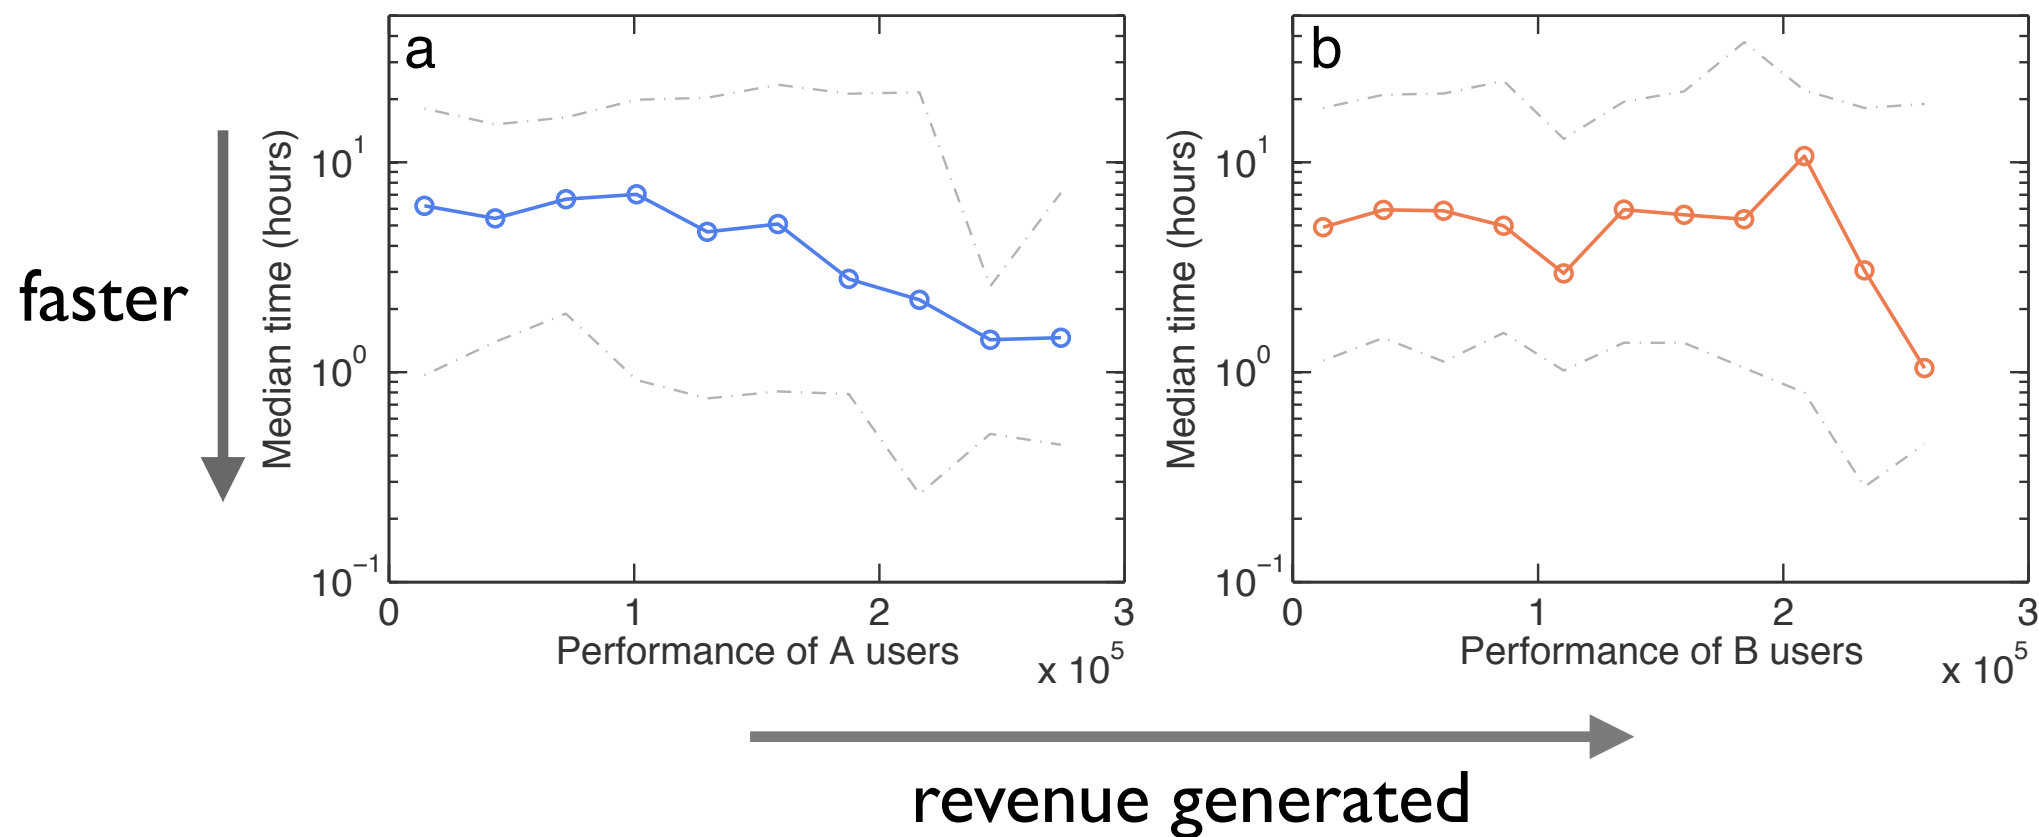 a
Median time (hours)
10^1
10^0
10^−1
0 1 2 3
Performance of A users
x 10^5
b
Median time (hours)
10^1
10^0
10^−1
0 1 2 3
Performance of B users
x 10^5
faster
revenue generated